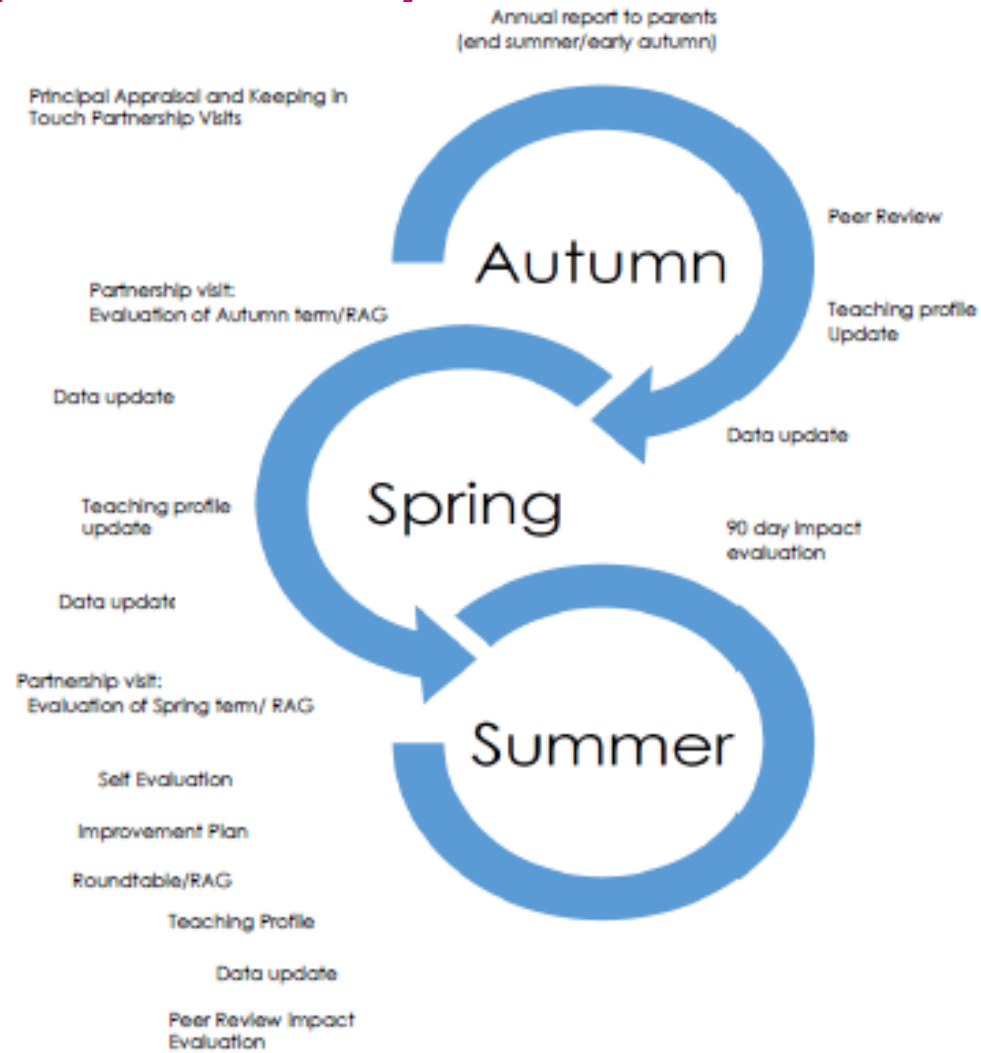 Annual report to parents
(end summer/early autumn)
Principal Appraisal and Keeping in
Touch Partnership Visits
Peer Review
Autumn
Partnership visit:
Evaluation of Autumn term/RAG
Teaching profile
Update
Data update
Data update
Spring
Teaching profile
update
90 day impact
evaluation
Data update
Partnership visit:
Evaluation of Spring term/ RAG
Summer
Self Evaluation
Improvement Plan
Roundtable/RAG
Teaching Profile
Data update
Peer Review Impact
Evaluation